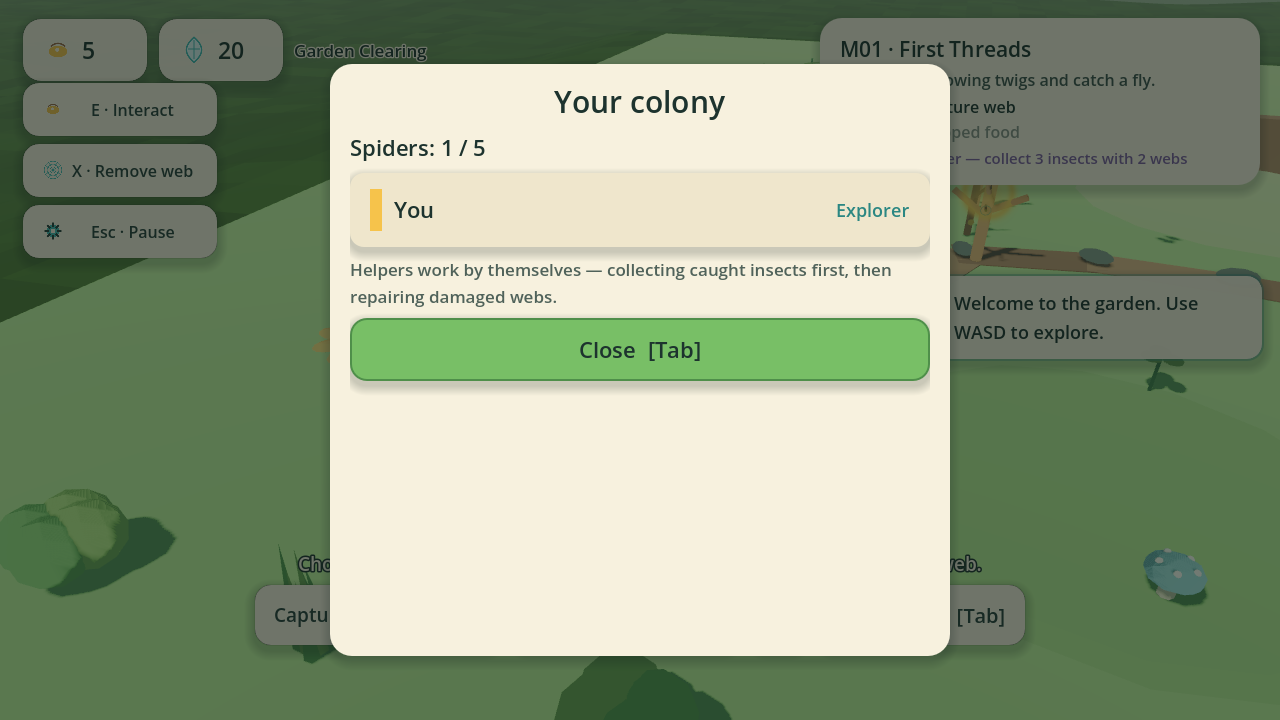 5
20
Garden Clearing
E · Interact
X · Remove web
Esc · Pause
M01 · First Threads
owing twigs and catch a fly.
ture web
ped food
er — collect 3 insects with 2 webs
Your colony
Spiders: 1 / 5
You
Explorer
Helpers work by themselves — collecting caught insects first, then
repairing damaged webs.
Close [Tab]
Welcome to the garden. Use
WASD to explore.
Cho
web.
Captu
[Tab]